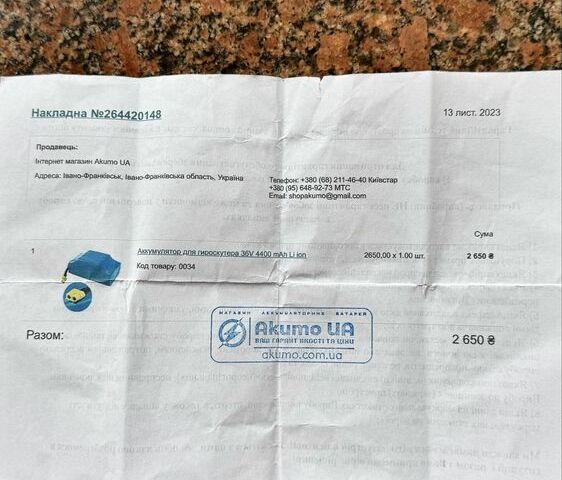 Накладна №264420148
13 лист. 2023
Продавець:
Інтернет магазин Akumo UA
Адреса: Івано-Франківськ, Івано-Франківська область, Україна
Телефон: +380 (68) 211-46-40 Київстар
+380 (95) 648-92-73 МТС
Email: shopakumo@gmail.com
Сума
1
Аккумулятор для гироскутера 36V 4400 mAh Li ion
2650,00 x 1.00 шт.
2 650 ₴
Код товару: 0034
МАГАЗИН АККУМУЛЯТОРНИХ БАТАРЕЙ
Akumo UA
ВАШ ГАРАНТ ЯКОСТІ ТА ЦІНИ
akumo.com.ua
Разом:
2 650 ₴